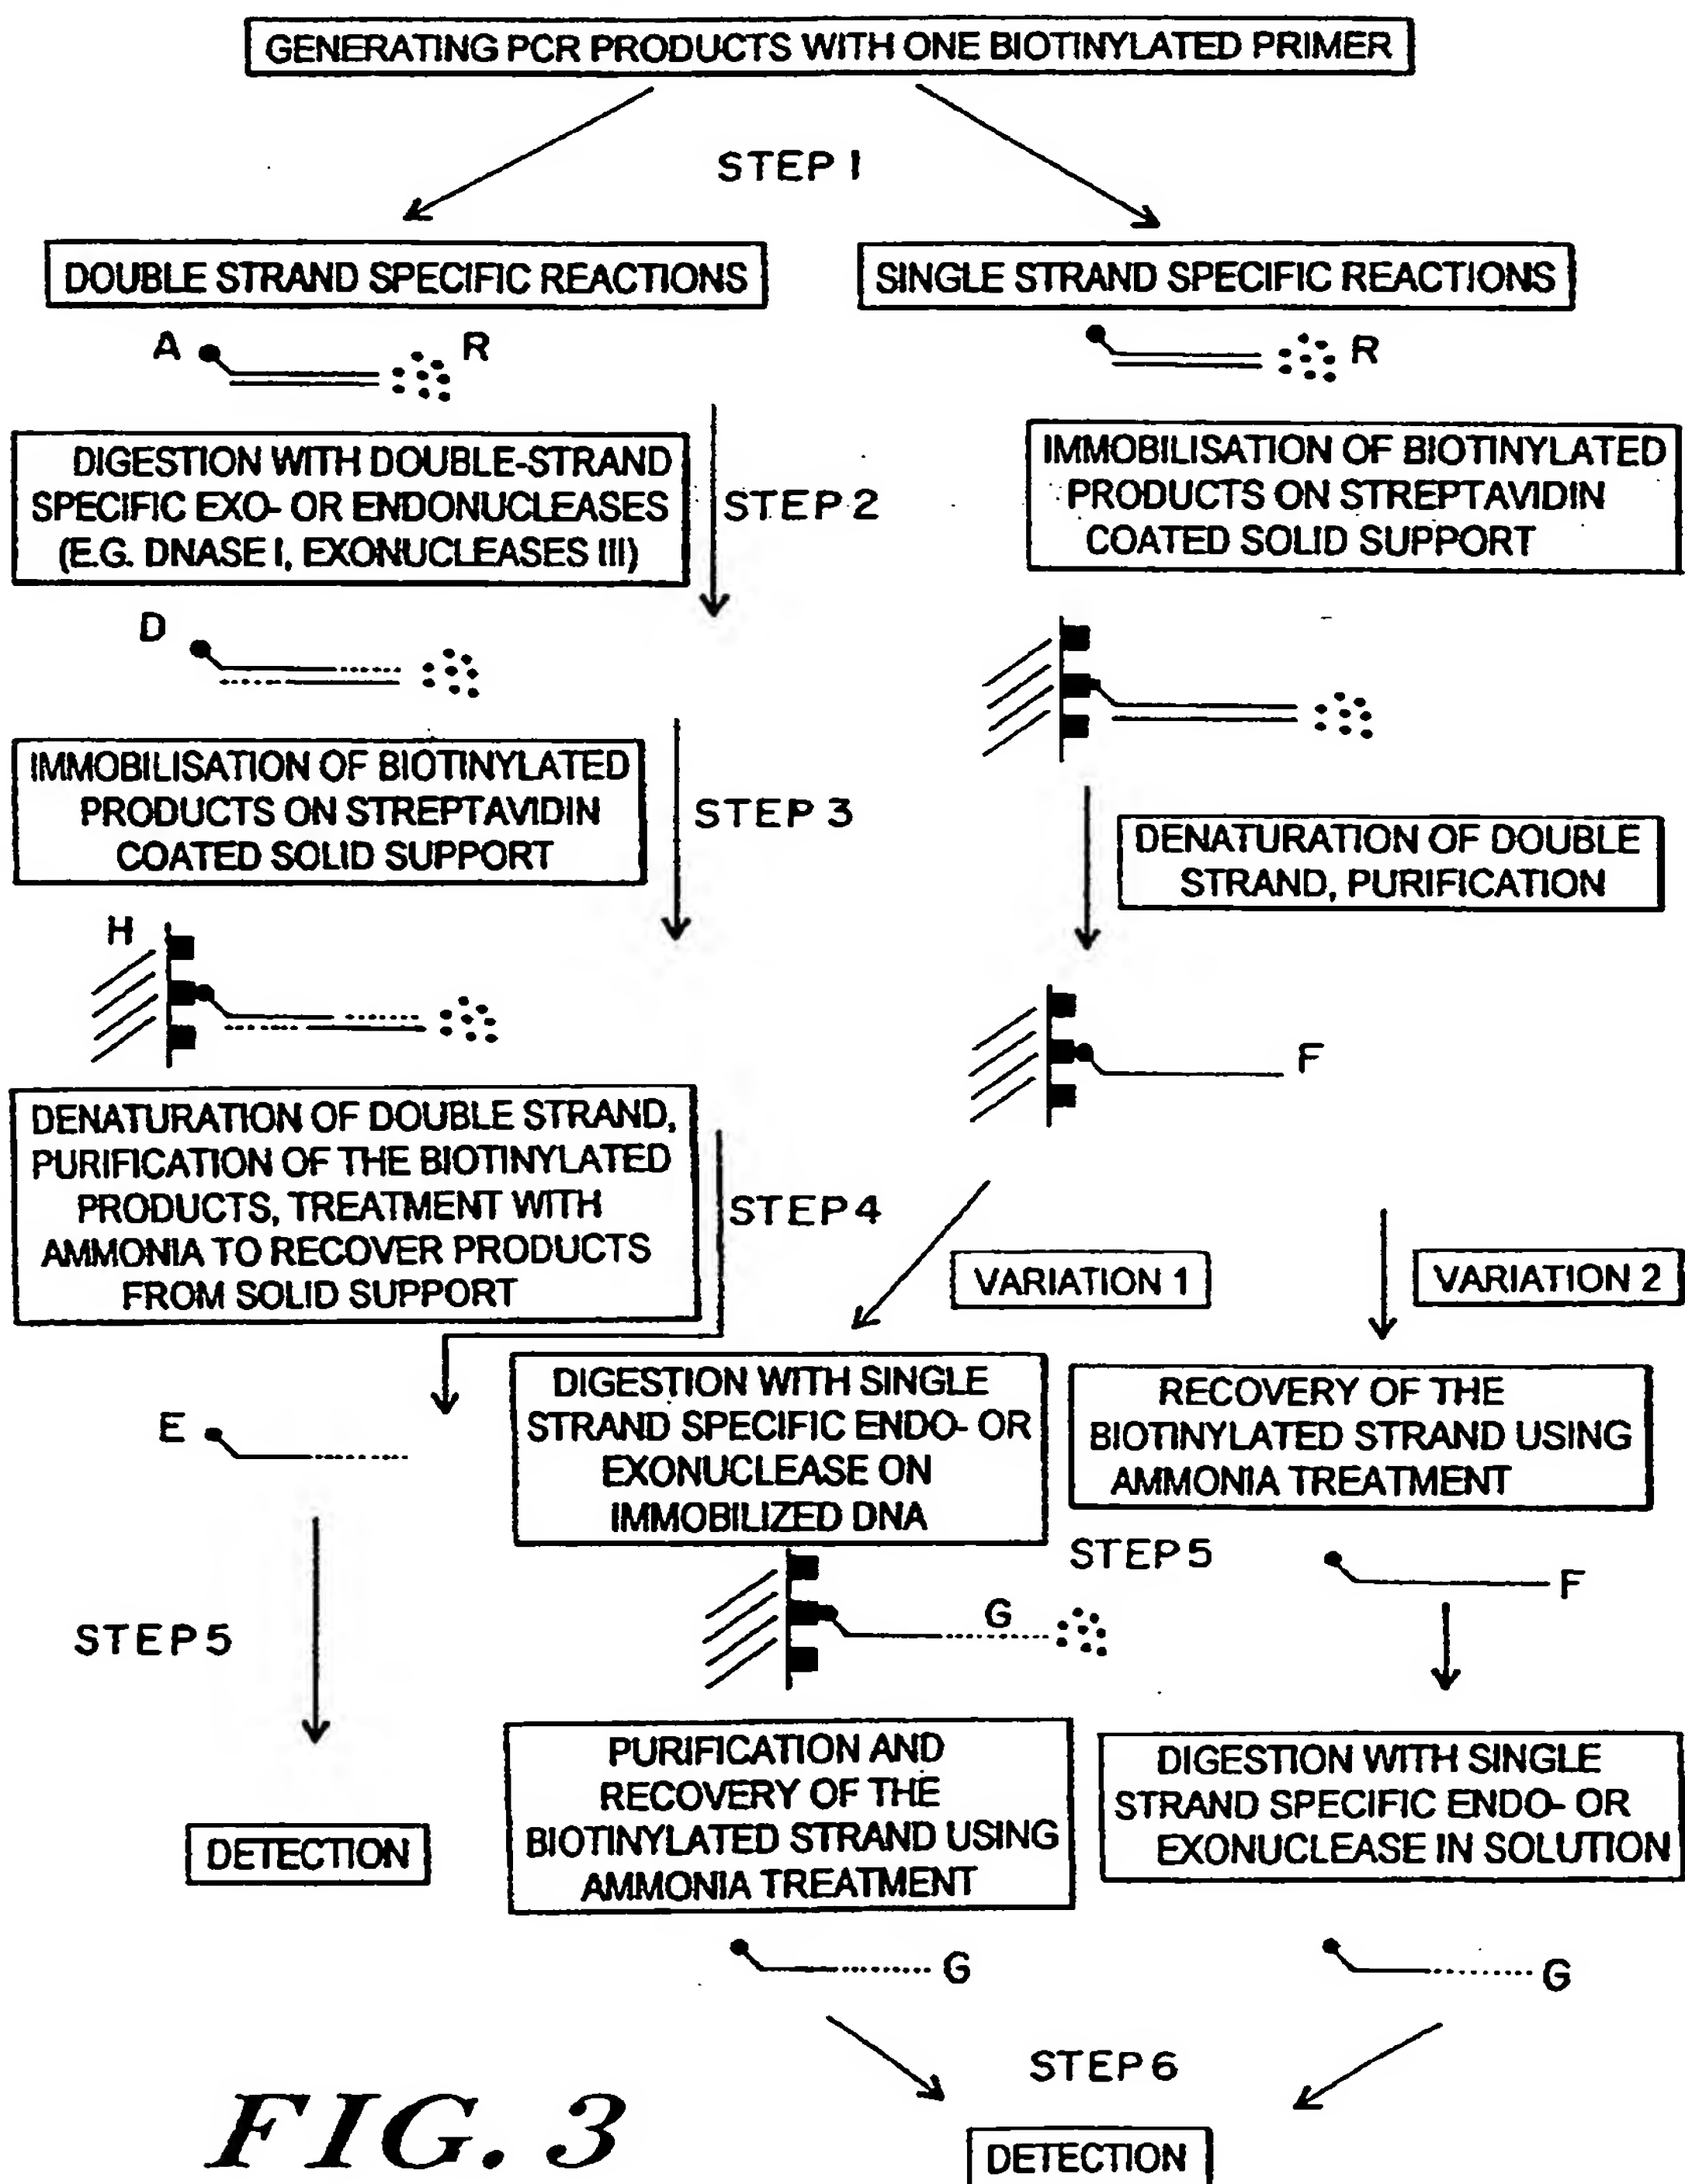 GENERATING PCR PRODUCTS WITH ONE BIOTINYLATED PRIMER
STEP 1
DOUBLE STRAND SPECIFIC REACTIONS
SINGLE STRAND SPECIFIC REACTIONS
A
R
R
DIGESTION WITH DOUBLE-STRAND
SPECIFIC EXO- OR ENDONUCLEASES
(E.G. DNASE I, EXONUCLEASES III)
STEP 2
IMMOBILISATION OF BIOTINYLATED
PRODUCTS ON STREPTAVIDIN
COATED SOLID SUPPORT
D
IMMOBILISATION OF BIOTINYLATED
PRODUCTS ON STREPTAVIDIN
COATED SOLID SUPPORT
STEP 3
DENATURATION OF DOUBLE
STRAND, PURIFICATION
H
F
DENATURATION OF DOUBLE STRAND,
PURIFICATION OF THE BIOTINYLATED
PRODUCTS, TREATMENT WITH
AMMONIA TO RECOVER PRODUCTS
FROM SOLID SUPPORT
STEP 4
VARIATION 1
VARIATION 2
E
DIGESTION WITH SINGLE
STRAND SPECIFIC ENDO- OR
EXONUCLEASE ON
IMMOBILIZED DNA
RECOVERY OF THE
BIOTINYLATED STRAND USING
AMMONIA TREATMENT
STEP 5
STEP 5
F
G
PURIFICATION AND
RECOVERY OF THE
BIOTINYLATED STRAND USING
AMMONIA TREATMENT
DIGESTION WITH SINGLE
STRAND SPECIFIC ENDO- OR
EXONUCLEASE IN SOLUTION
DETECTION
G
G
STEP 6
DETECTION
FIG. 3